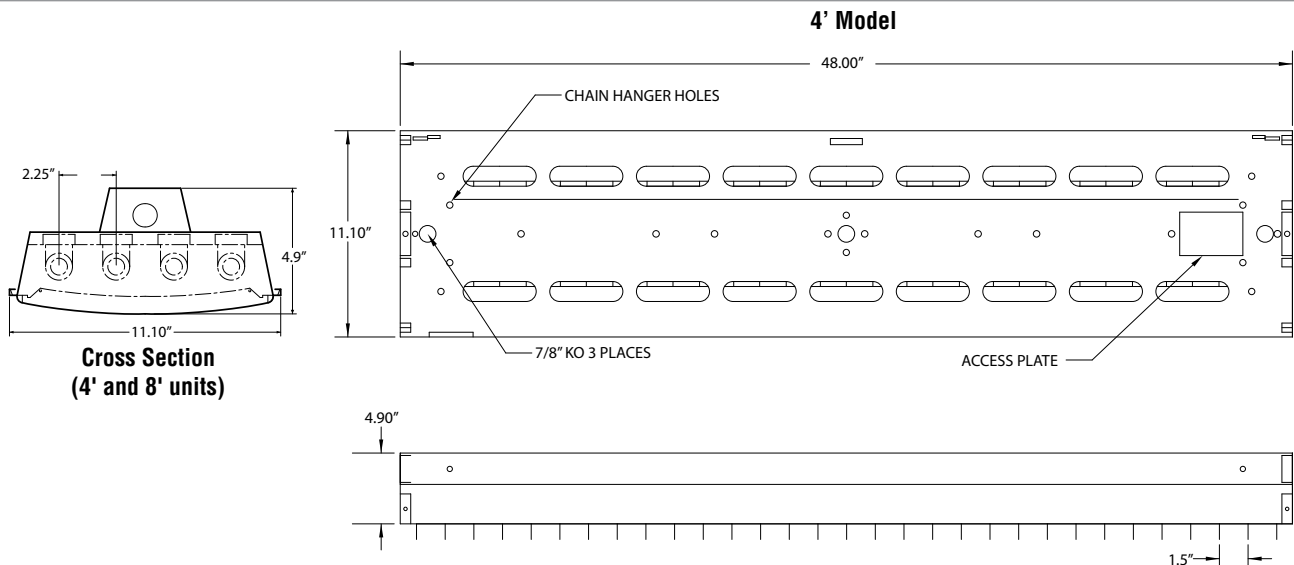 4’ Model
48.00”
CHAIN HANGER HOLES
2.25”
11.10”
4.9”
11.10”
Cross Section
(4' and 8' units)
7/8” KO 3 PLACES
ACCESS PLATE
4.90”
1.5”